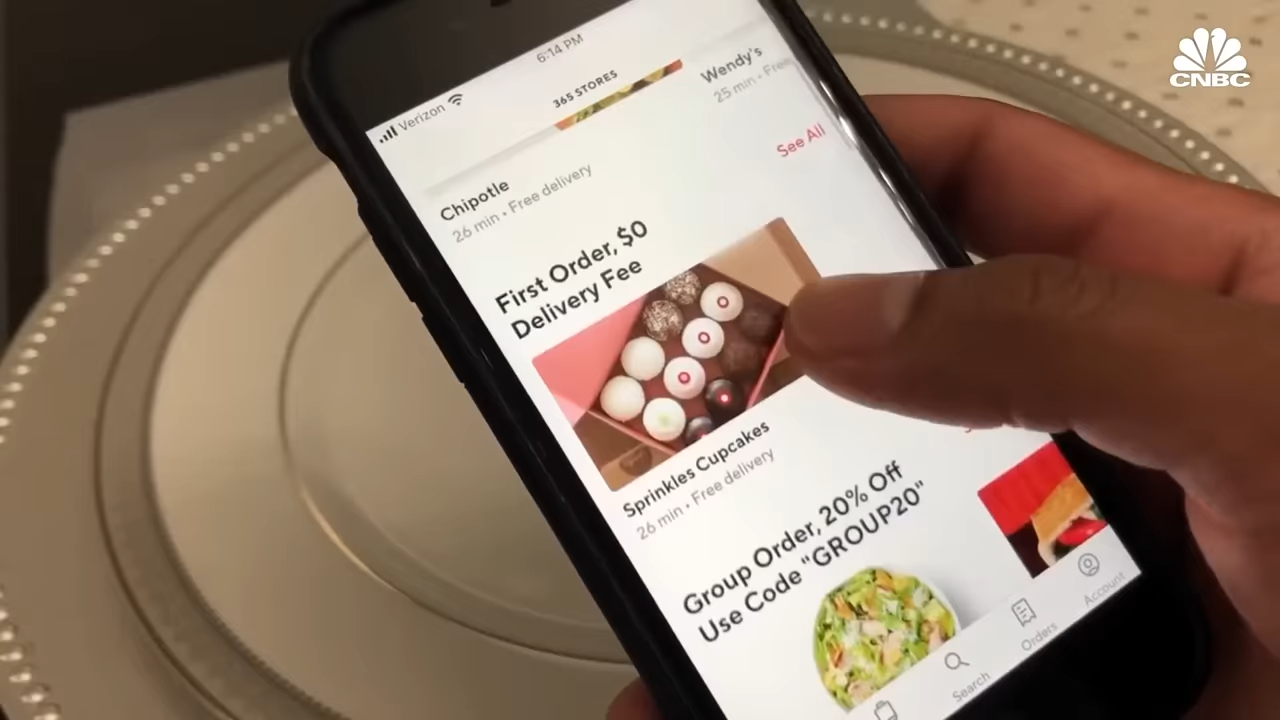 CNBC
Verizon
6:14 PM
365 STORES
Wendy's
25 min • Free
Chipotle
26 min • Free delivery
See All
First Order, $0
Delivery Fee
Sprinkles Cupcakes
26 min • Free delivery
Group Order, 20% Off
Use Code "GROUP20"
Search
Orders
Account